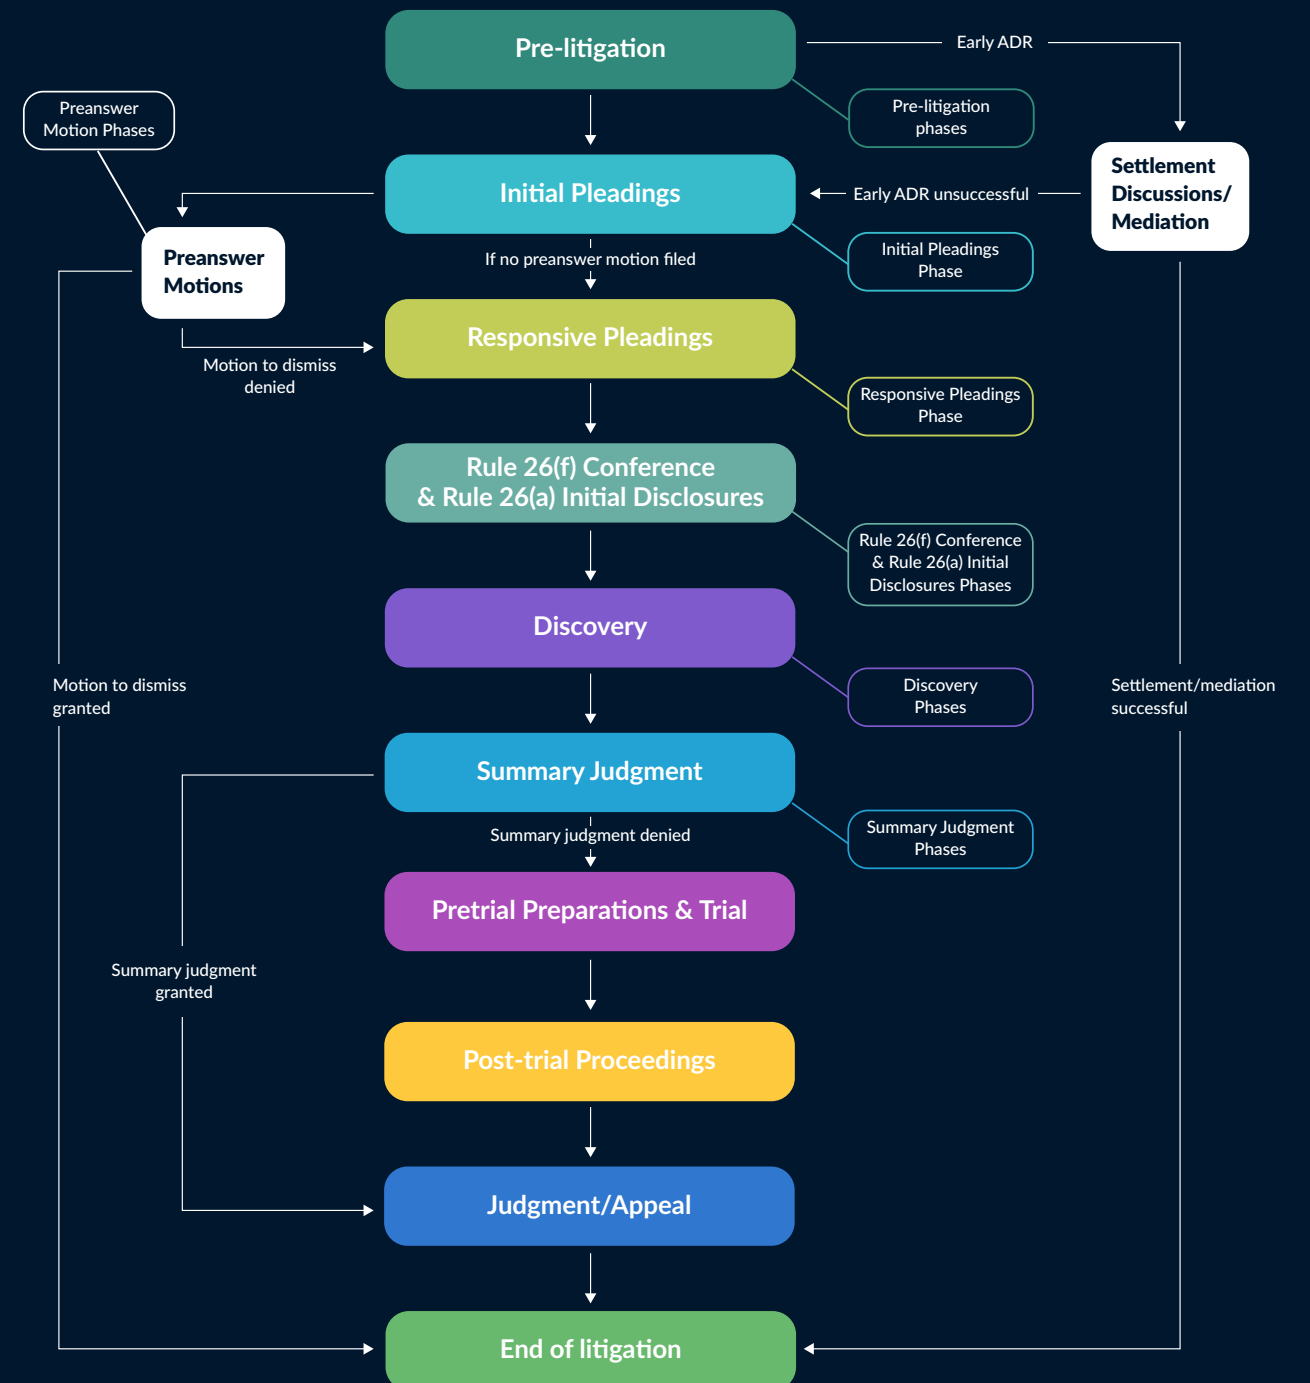 Pre-litigation
Early ADR
Preanswer
Motion Phases
Pre-litigation
phases
Settlement
Discussions/
Mediation
Initial Pleadings
Early ADR unsuccessful
Preanswer
Motions
Initial Pleadings
Phase
If no preanswer motion filed
Responsive Pleadings
Motion to dismiss
denied
Responsive Pleadings
Phase
Rule 26(f) Conference
& Rule 26(a) Initial Disclosures
Rule 26(f) Conference
& Rule 26(a) Initial
Disclosures Phases
Discovery
Motion to dismiss
granted
Discovery
Phases
Settlement/mediation
successful
Summary Judgment
Summary judgment denied
Summary Judgment
Phases
Pretrial Preparations & Trial
Summary judgment
granted
Post-trial Proceedings
Judgment/Appeal
End of litigation